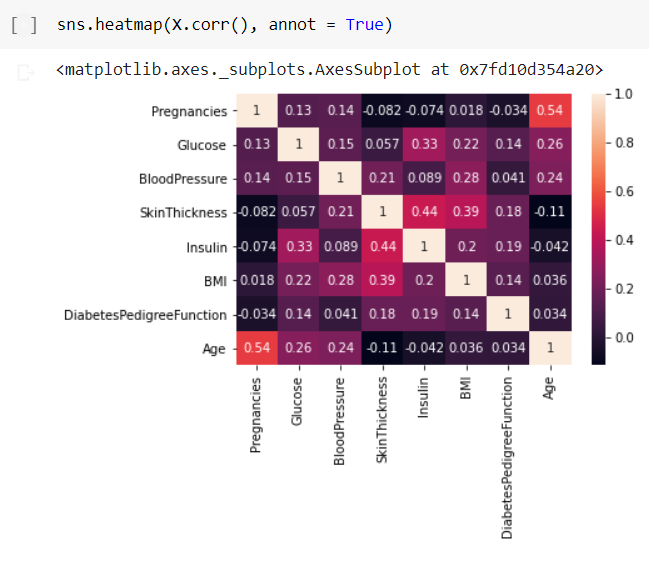 [ ] sns.heatmap(X.corr(), annot = True)
<matplotlib.axes._subplots.AxesSubplot at 0x7fd10d354a20>
Pregnancies 1 0.13 0.14 -0.082 -0.074 0.018 -0.034 0.54
Glucose 0.13 1 0.15 0.057 0.33 0.22 0.14 0.26
BloodPressure 0.14 0.15 1 0.21 0.089 0.28 0.041 0.24
SkinThickness -0.082 0.057 0.21 1 0.44 0.39 0.18 -0.11
Insulin -0.074 0.33 0.089 0.44 1 0.2 0.19 -0.042
BMI 0.018 0.22 0.28 0.39 0.2 1 0.14 0.036
DiabetesPedigreeFunction -0.034 0.14 0.041 0.18 0.19 0.14 1 0.034
Age 0.54 0.26 0.24 -0.11 -0.042 0.036 0.034 1
Pregnancies
Glucose
BloodPressure
SkinThickness
Insulin
BMI
DiabetesPedigreeFunction
Age
1.0
0.8
0.6
0.4
0.2
0.0